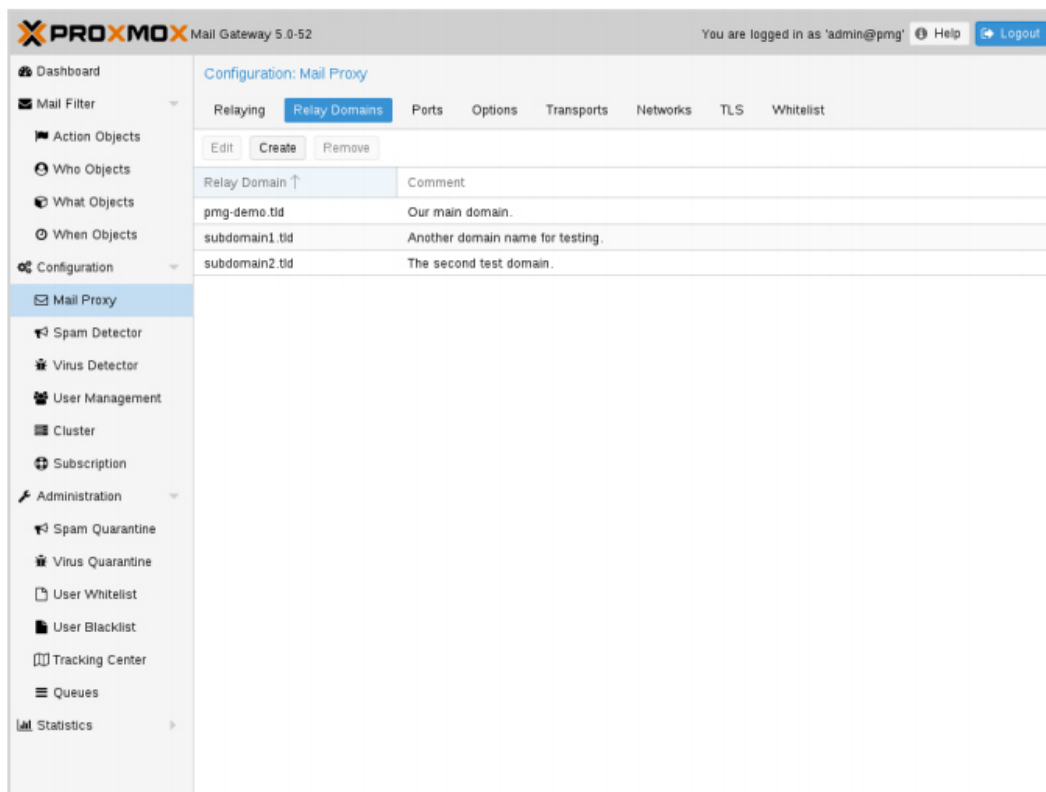 PROXMOX Mail Gateway 5.0-52 You are logged in as 'admin@pmg' Help Logout
Dashboard
Mail Filter
Action Objects
Who Objects
What Objects
When Objects
Configuration
Mail Proxy
Spam Detector
Virus Detector
User Management
Cluster
Subscription
Administration
Spam Quarantine
Virus Quarantine
User Whitelist
User Blacklist
Tracking Center
Queues
Statistics
Configuration: Mail Proxy
Relaying Relay Domains Ports Options Transports Networks TLS Whitelist
Edit Create Remove
Relay Domain ↑ Comment
pmg-demo.tld Our main domain.
subdomain1.tld Another domain name for testing.
subdomain2.tld The second test domain.